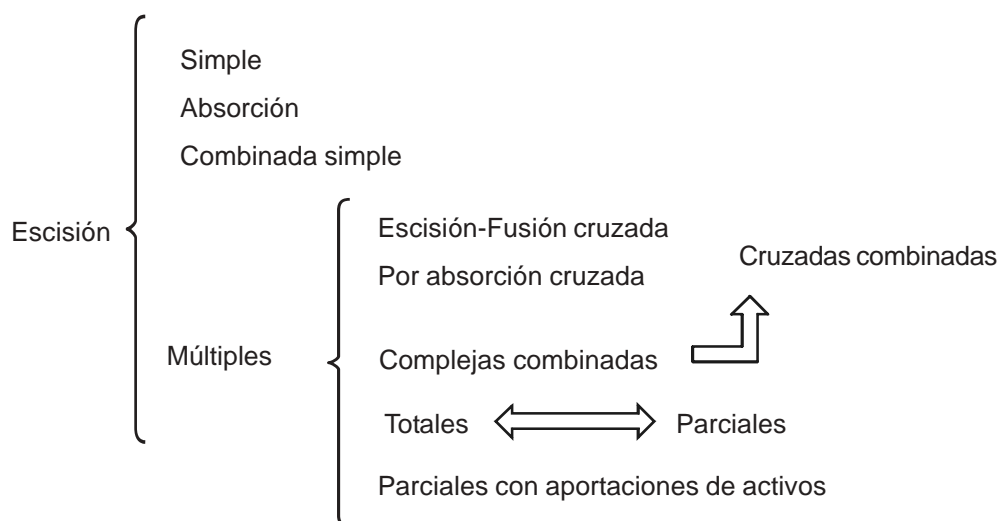 Simple
Absorción
Combinada simple
Escisión
Escisión-Fusión cruzada
Cruzadas combinadas
Por absorción cruzada
Múltiples
Complejas combinadas
Totales Parciales
Parciales con aportaciones de activos